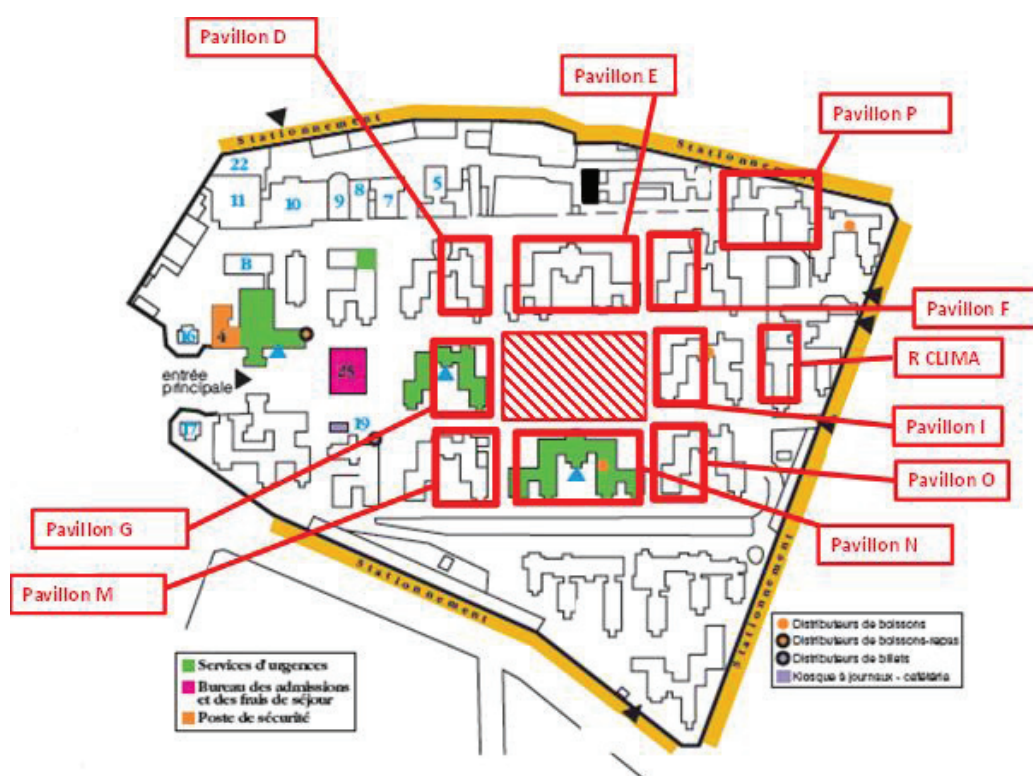 Pavillon D
Pavillon E
Pavillon P
Stationnement
Stationnement
22
11
10
9
8
7
5
B
16
4
entrée
principale
25
Pavillon F
R CLIMA
17
19
Pavillon I
Pavillon O
Pavillon G
Pavillon N
Pavillon M
Stationnement
Stationnement
Services d'urgences
Bureau des admissions
et des frais de séjour
Poste de sécurité
Distributeurs de boissons
Distributeurs de boissons-repas
Distributeurs de billets
Kiosque à journaux - cafétéria